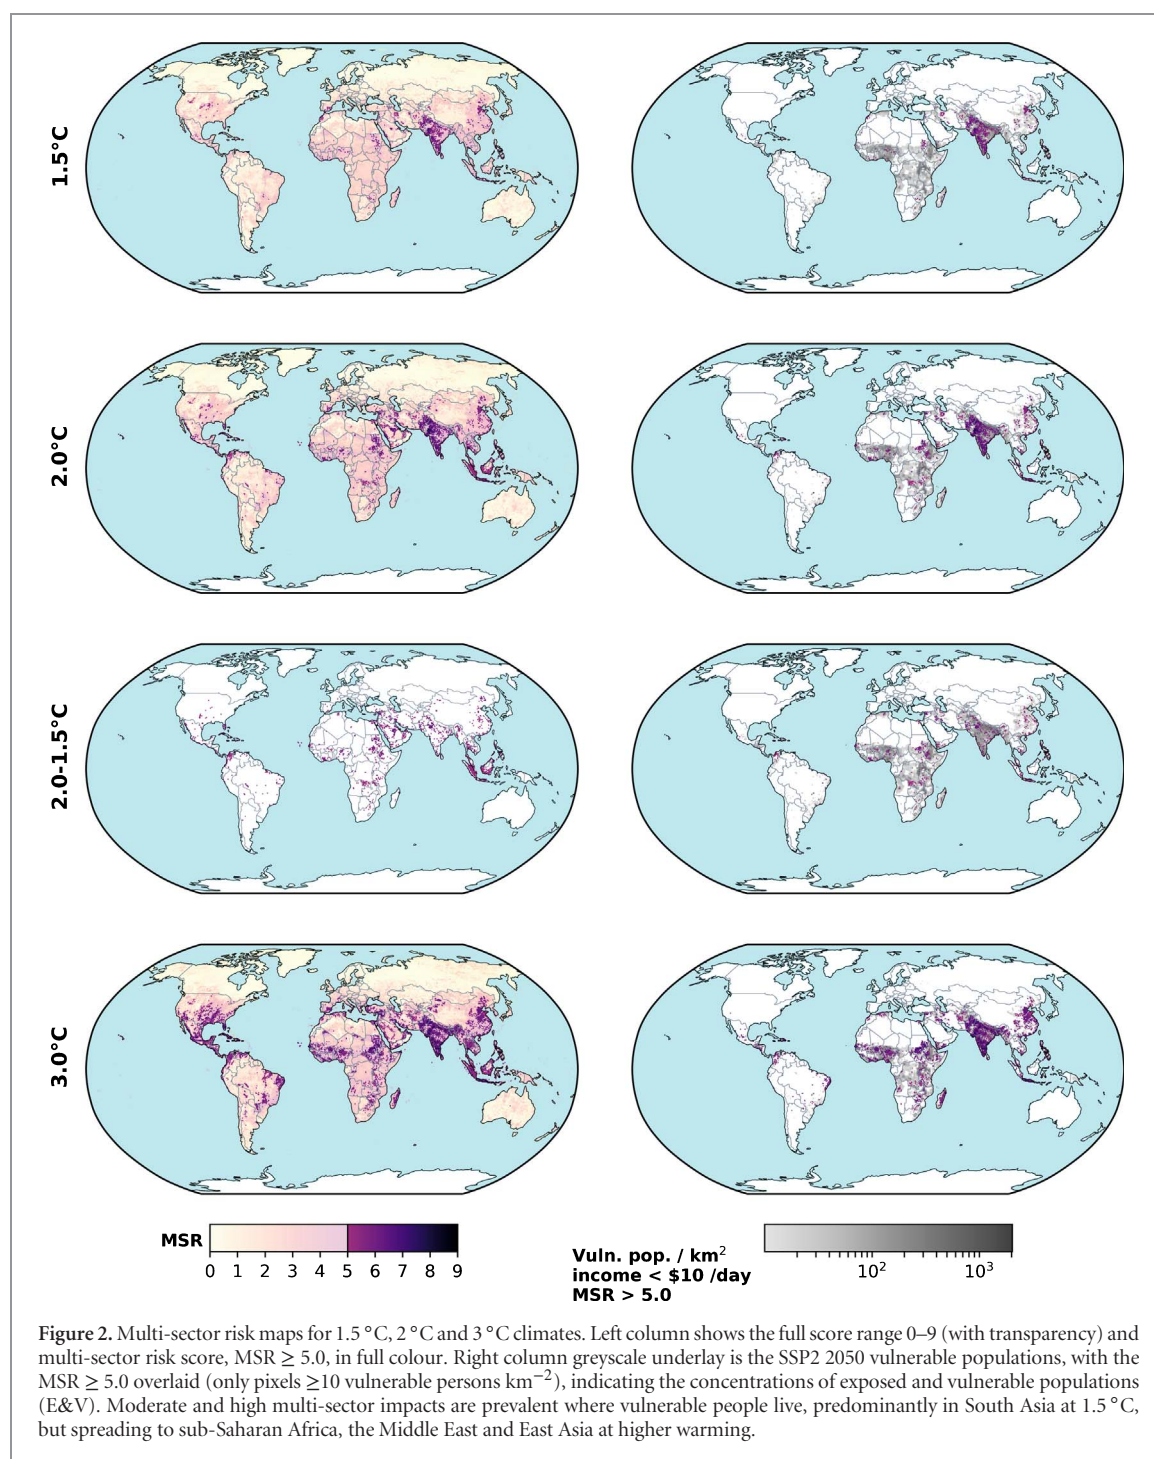 1.5°C
2.0°C
2.0-1.5°C
3.0°C
MSR
0 1 2 3 4 5 6 7 8 9
Vuln. pop. / km²
income < $10 /day
MSR > 5.0
10² 10³
Figure 2. Multi-sector risk maps for 1.5 °C, 2 °C and 3 °C climates. Left column shows the full score range 0–9 (with transparency) and
multi-sector risk score, MSR ≥ 5.0, in full colour. Right column greyscale underlay is the SSP2 2050 vulnerable populations, with the
MSR ≥ 5.0 overlaid (only pixels ≥10 vulnerable persons km⁻²), indicating the concentrations of exposed and vulnerable populations
(E&V). Moderate and high multi-sector impacts are prevalent where vulnerable people live, predominantly in South Asia at 1.5 °C,
but spreading to sub-Saharan Africa, the Middle East and East Asia at higher warming.